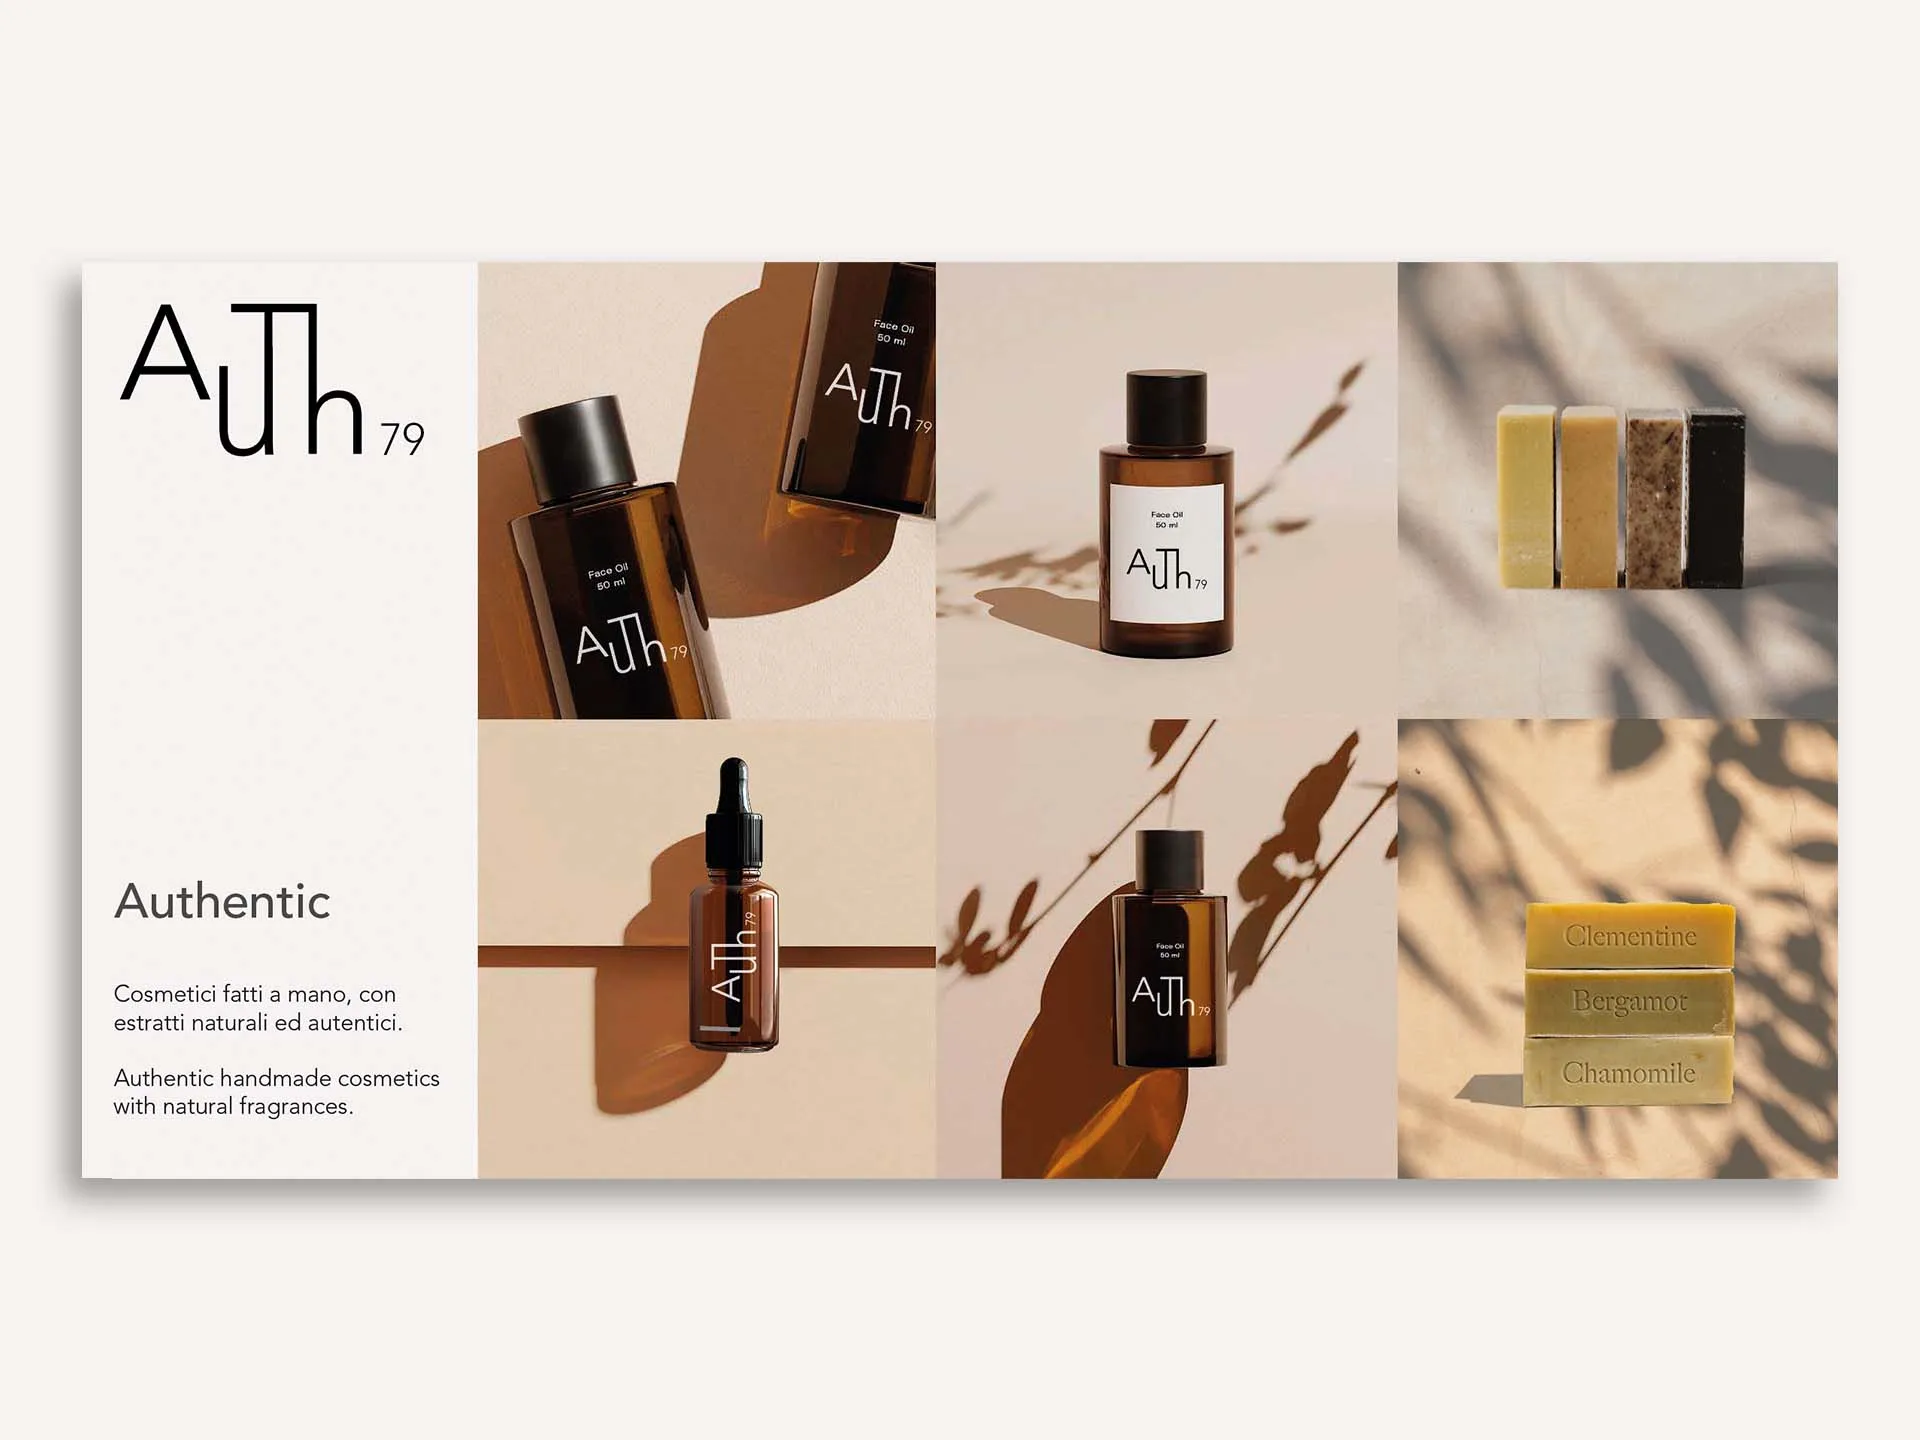 AuTh 79
Authentic
Cosmetici fatti a mano, con
estratti naturali ed autentici.
Authentic handmade cosmetics
with natural fragrances.
Face Oil
50 ml
AuTh 79
Face Oil
50 ml
AuTh 79
Face Oil
50 ml
AuTh 79
AuTh 79
Face Oil
50 ml
AuTh 79
Clementine
Bergamot
Chamomile